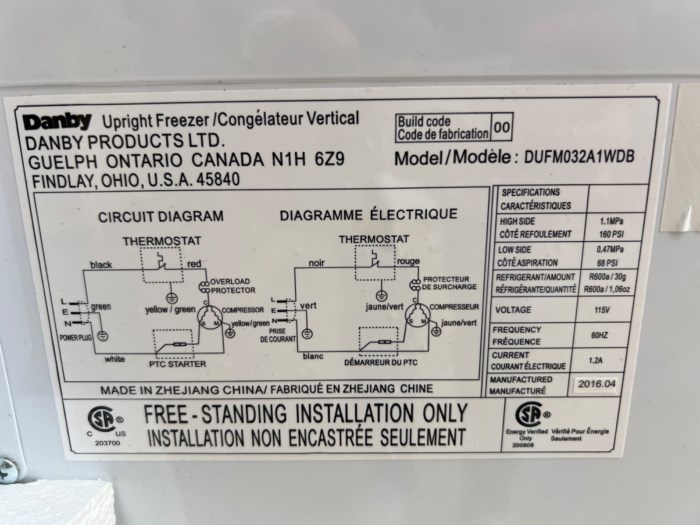 Danby Upright Freezer/Congélateur Vertical
DANBY PRODUCTS LTD.
GUELPH ONTARIO CANADA N1H 6Z9
FINDLAY, OHIO, U.S.A. 45840
Build code
Code de fabrication
00
Model/Modèle: DUFM032A1WDB
CIRCUIT DIAGRAM
THERMOSTAT
black
red
OVERLOAD
PROTECTOR
yellow / green
L
E
N
green
C
S M
COMPRESSOR
yellow/green
POWER PLUG
white
PTC STARTER
DIAGRAMME ÉLECTRIQUE
THERMOSTAT
noir
rouge
PROTECTEUR
DE SURCHARGE
jaune/vert
L
E
N
vert
C
S M
COMPRESSEUR
jaune/vert
PRISE
DE COURANT
blanc
DÉMARREUR DU PTC
SPECIFICATIONS
CARACTÉRISTIQUES
HIGH SIDE 1.1MPa
CÔTÉ REFOULEMENT 160 PSI
LOW SIDE 0.47MPa
CÔTÉ ASPIRATION 68 PSI
REFRIGERANT/AMOUNT R600a / 30g
RÉFRIGÉRANTE/QUANTITÉ R600a / 1,06oz
VOLTAGE 115V
FREQUENCY
FRÉQUENCE
60HZ
CURRENT
COURANT ÉLECTRIQUE
1.2A
MANUFACTURED
MANUFACTURÉ
2016.04
MADE IN ZHEJIANG CHINA/ FABRIQUÉ EN ZHEJIANG CHINE
SA
C US
203700
FREE - STANDING INSTALLATION ONLY
INSTALLATION NON ENCASTRÉE SEULEMENT
SA
Energy Verified Vérifié Pour Énergie
Only Seulement
200808